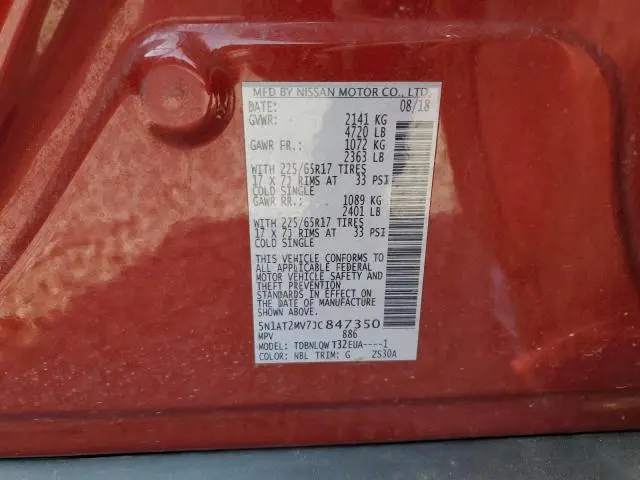 MFD BY NISSAN MOTOR CO., LTD.
DATE: 08/18
GVWR: 2141 KG
4720 LB
GAWR FR.: 1072 KG
2363 LB
WITH 225/65R17 TIRES
17 X 7J RIMS AT 33 PSI
COLD SINGLE
GAWR RR.: 1089 KG
2401 LB
WITH 225/65R17 TIRES
17 X 7J RIMS AT 33 PSI
COLD SINGLE
THIS VEHICLE CONFORMS TO
ALL APPLICABLE FEDERAL
MOTOR VEHICLE SAFETY AND
THEFT PREVENTION
STANDARDS IN EFFECT ON
THE DATE OF MANUFACTURE
SHOWN ABOVE.
5N1AT2MV7JC847350
MPV 886
MODEL: TDBNLQW T32EUA----1
COLOR: NBL TRIM: G ZS30A